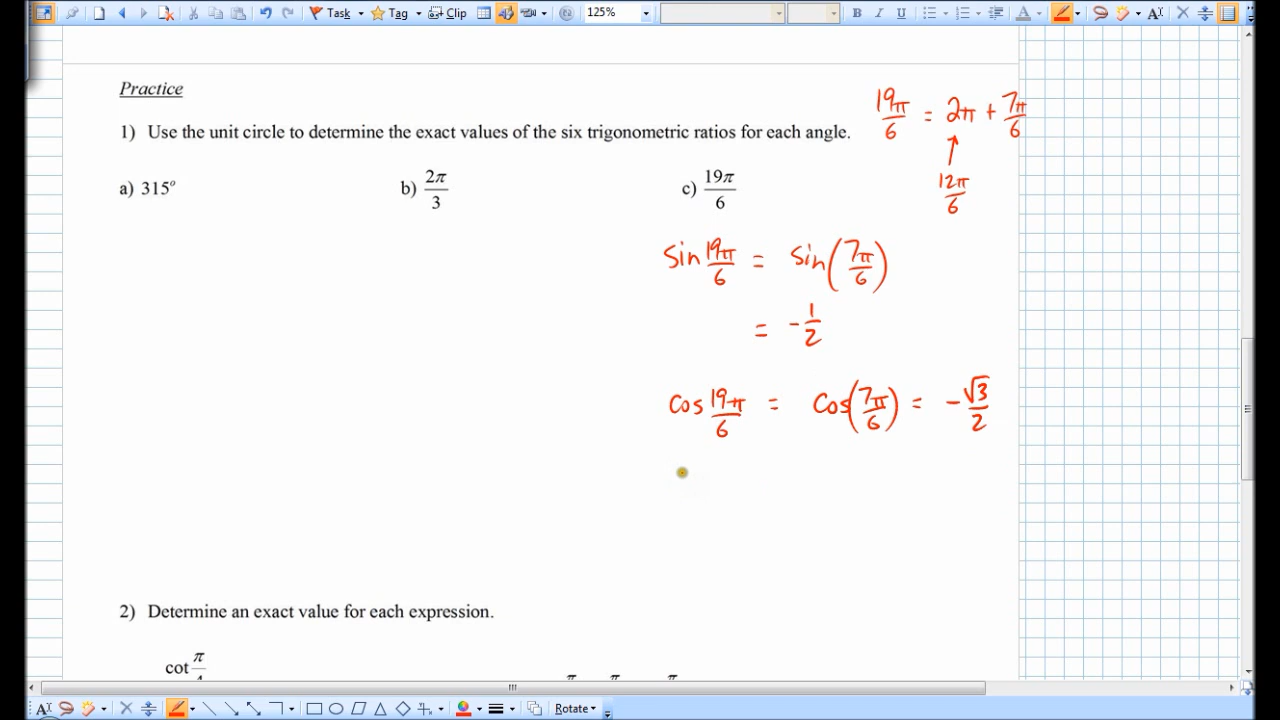 Task Tag Clip 125% B I U A
Practice
1) Use the unit circle to determine the exact values of the six trigonometric ratios for each angle.
19π/6 = 2π + 7π/6
12π/6
a) 315° b) 2π/3 c) 19π/6
Sin 19π/6 = Sin(7π/6)
= -1/2
Cos 19π/6 = Cos(7π/6) = -√3/2
2) Determine an exact value for each expression.
cot π/4
π π π
Rotate